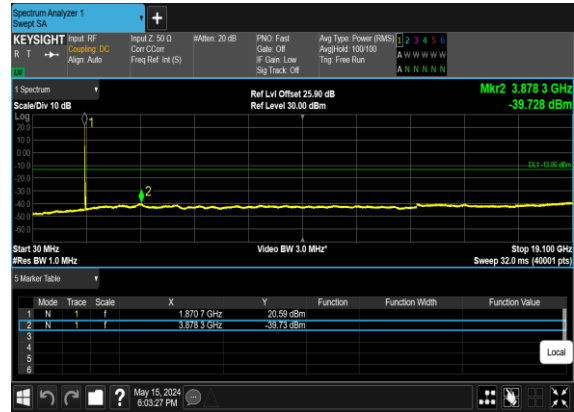 Spectrum Analyzer 1
Swept SA
+
KEYSIGHT Input: RF Input Z: 50 Ω #Atten: 20 dB PNO: Fast Avg Type: Power (RMS) 1 2 3 4 5 6
R T Coupling: DC Corr CCorr Gate: Off Avg|Hold: 100/100 A W W W W W
Align: Auto Freq Ref: Int (S) IF Gain: Low Trig: Free Run
Sig Track: Off A N N N N N
1 Spectrum Ref Lvl Offset 25.90 dB Mkr2 3.878 3 GHz
Scale/Div 10 dB Ref Level 30.00 dBm -39.728 dBm
Log
20.0 1
10.0
0.00
-10.0 DL1 -13.00 dBm
-20.0
-30.0 2
-40.0
-50.0
-60.0
Start 30 MHz Video BW 3.0 MHz* Stop 19.100 GHz
#Res BW 1.0 MHz Sweep 32.0 ms (40001 pts)
5 Marker Table
Mode Trace Scale X Y Function Function Width Function Value
1 N 1 f 1.870 7 GHz 20.59 dBm
2 N 1 f 3.878 3 GHz -39.73 dBm
3
4
5
6
Local
? May 15, 2024
6:03:27 PM